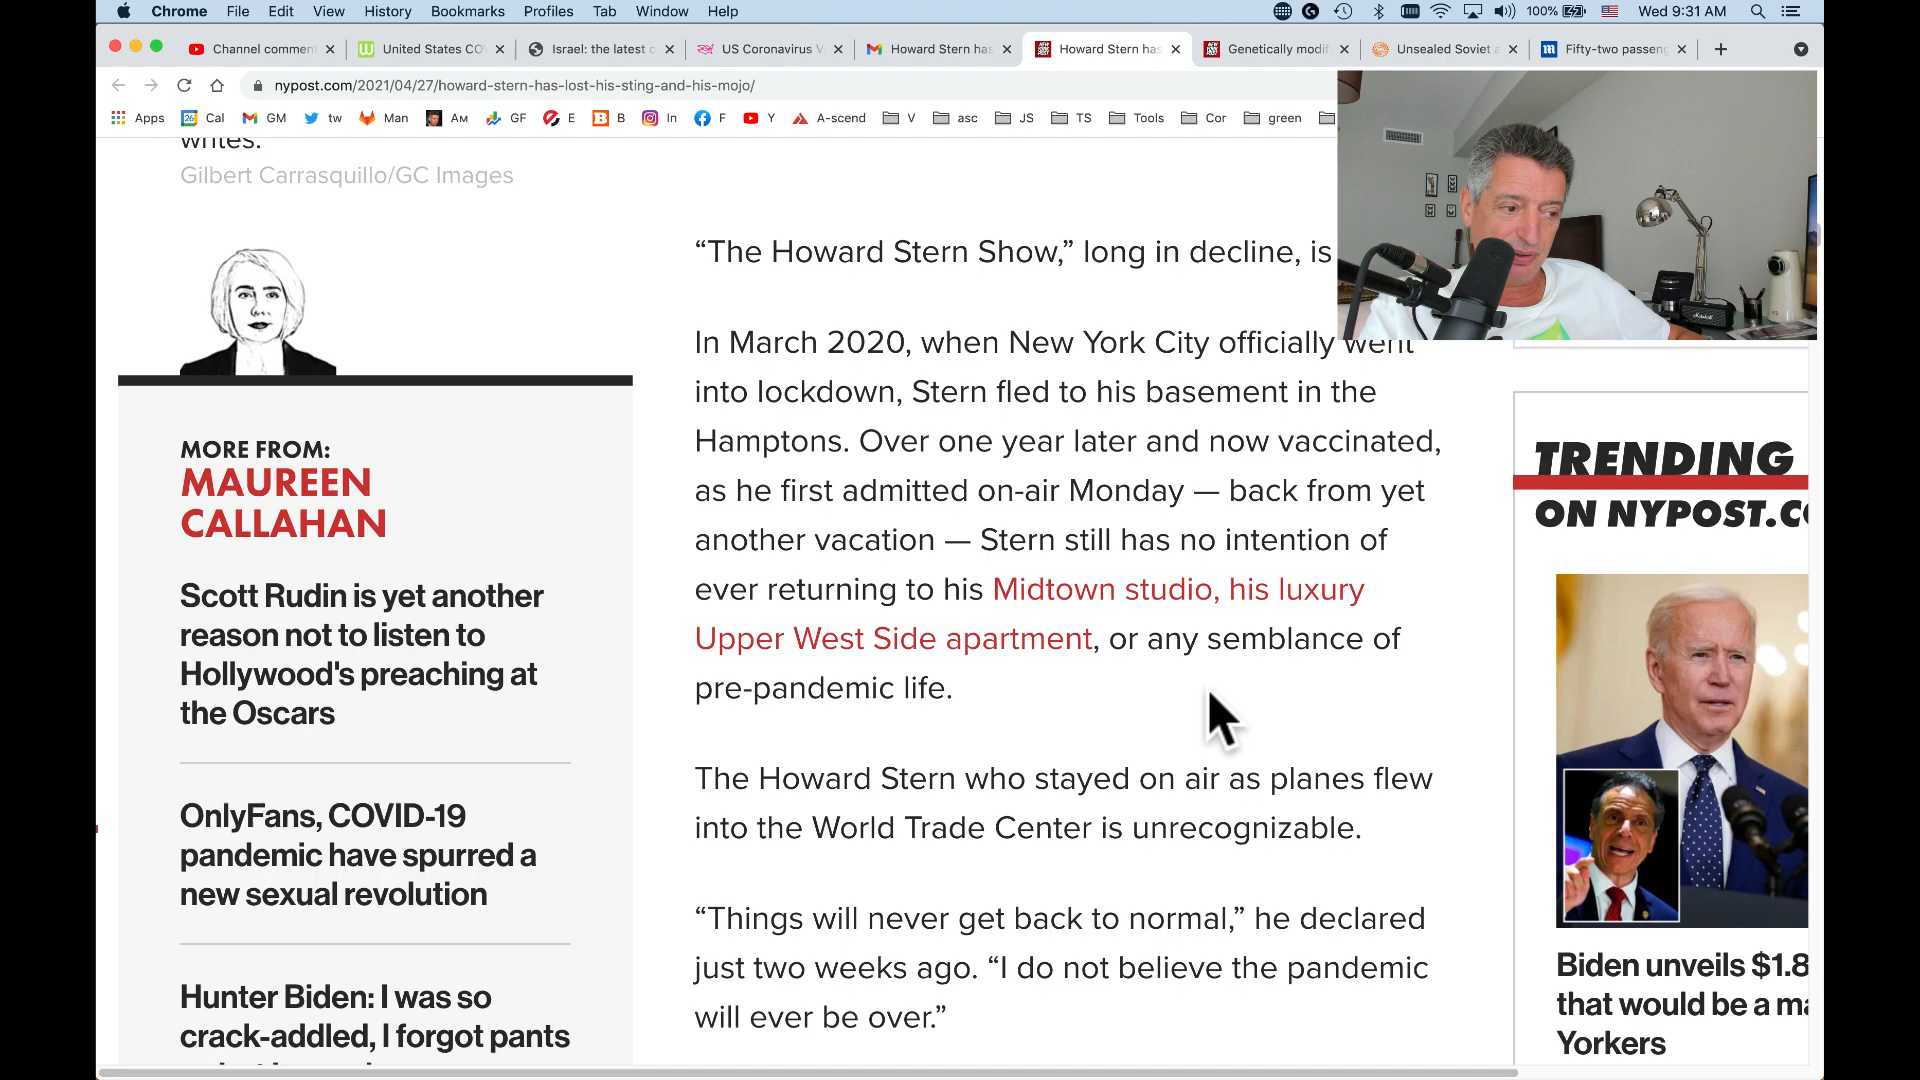 Chrome File Edit View History Bookmarks Profiles Tab Window Help 100% Wed 9:31 AM
Channel comment United States CO Israel: the latest c US Coronavirus V Howard Stern has Howard Stern has Genetically modif Unsealed Soviet a Fifty-two passeng
nypost.com/2021/04/27/howard-stern-has-lost-his-sting-and-his-mojo/
Apps Cal GM tw Man AM GF E B In F Y A-scend V asc JS TS Tools Cor green
writes.
Gilbert Carrasquillo/GC Images
MORE FROM:
MAUREEN
CALLAHAN
Scott Rudin is yet another
reason not to listen to
Hollywood's preaching at
the Oscars
OnlyFans, COVID-19
pandemic have spurred a
new sexual revolution
Hunter Biden: I was so
crack-addled, I forgot pants
“The Howard Stern Show,” long in decline, is
In March 2020, when New York City officially went
into lockdown, Stern fled to his basement in the
Hamptons. Over one year later and now vaccinated,
as he first admitted on-air Monday — back from yet
another vacation — Stern still has no intention of
ever returning to his Midtown studio, his luxury
Upper West Side apartment, or any semblance of
pre-pandemic life.
The Howard Stern who stayed on air as planes flew
into the World Trade Center is unrecognizable.
“Things will never get back to normal,” he declared
just two weeks ago. “I do not believe the pandemic
will ever be over.”
TRENDING
ON NYPOST.CO
Biden unveils $1.8
that would be a ma
Yorkers